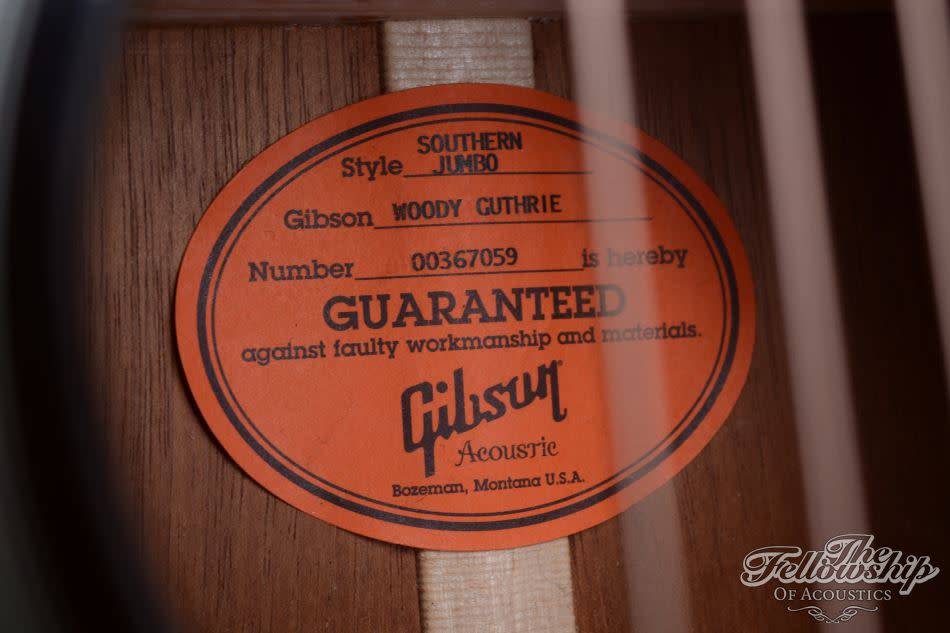 SOUTHERN
Style JUMBO
Gibson WOODY GUTHRIE
Number 00367059 is hereby
GUARANTEED
against faulty workmanship and materials.
Gibson
Acoustic
Bozeman, Montana U.S.A.
The
Fellowship
OF ACOUSTICS